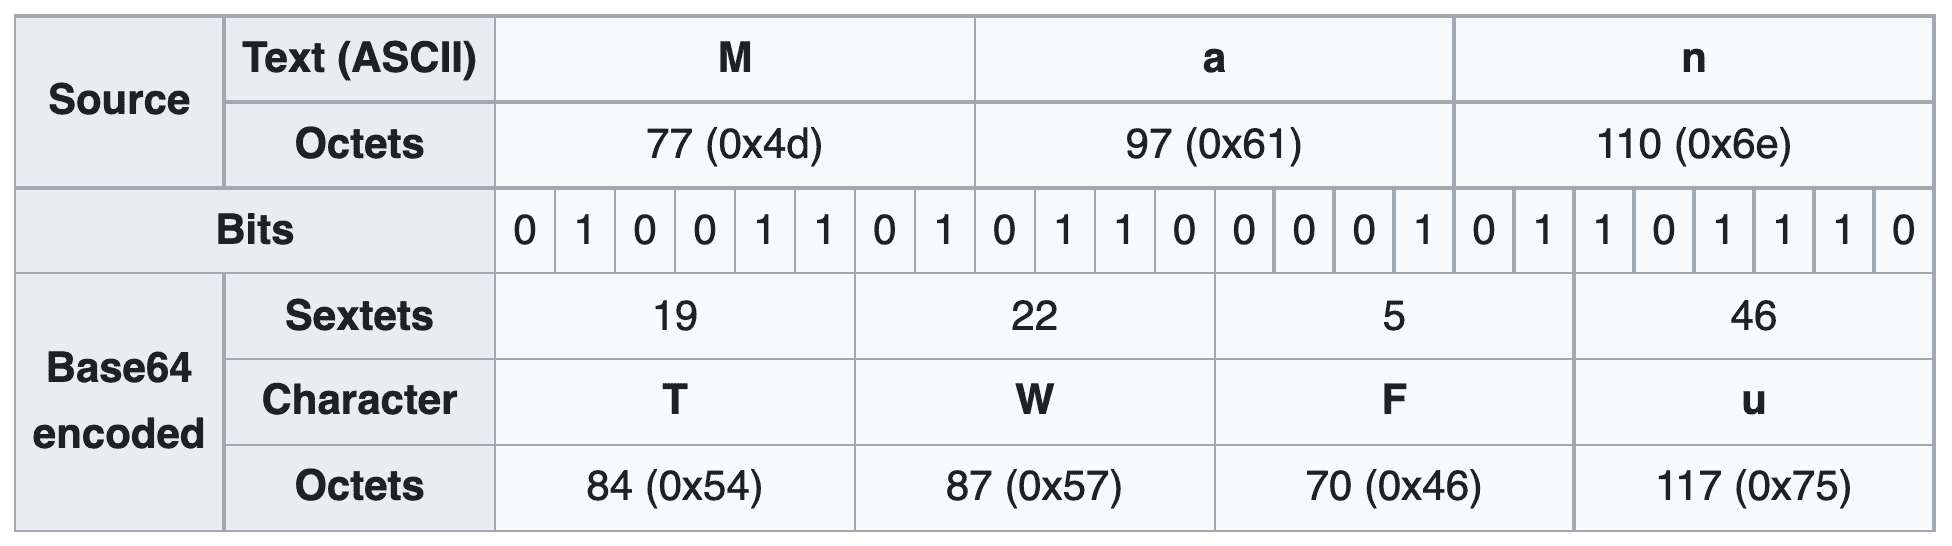 Source Text (ASCII) M a n
Octets 77 (0x4d) 97 (0x61) 110 (0x6e)
Bits 0 1 0 0 1 1 0 1 0 1 1 0 0 0 0 1 0 1 1 0 1 1 1 0
Base64 encoded Sextets 19 22 5 46
Character T W F u
Octets 84 (0x54) 87 (0x57) 70 (0x46) 117 (0x75)